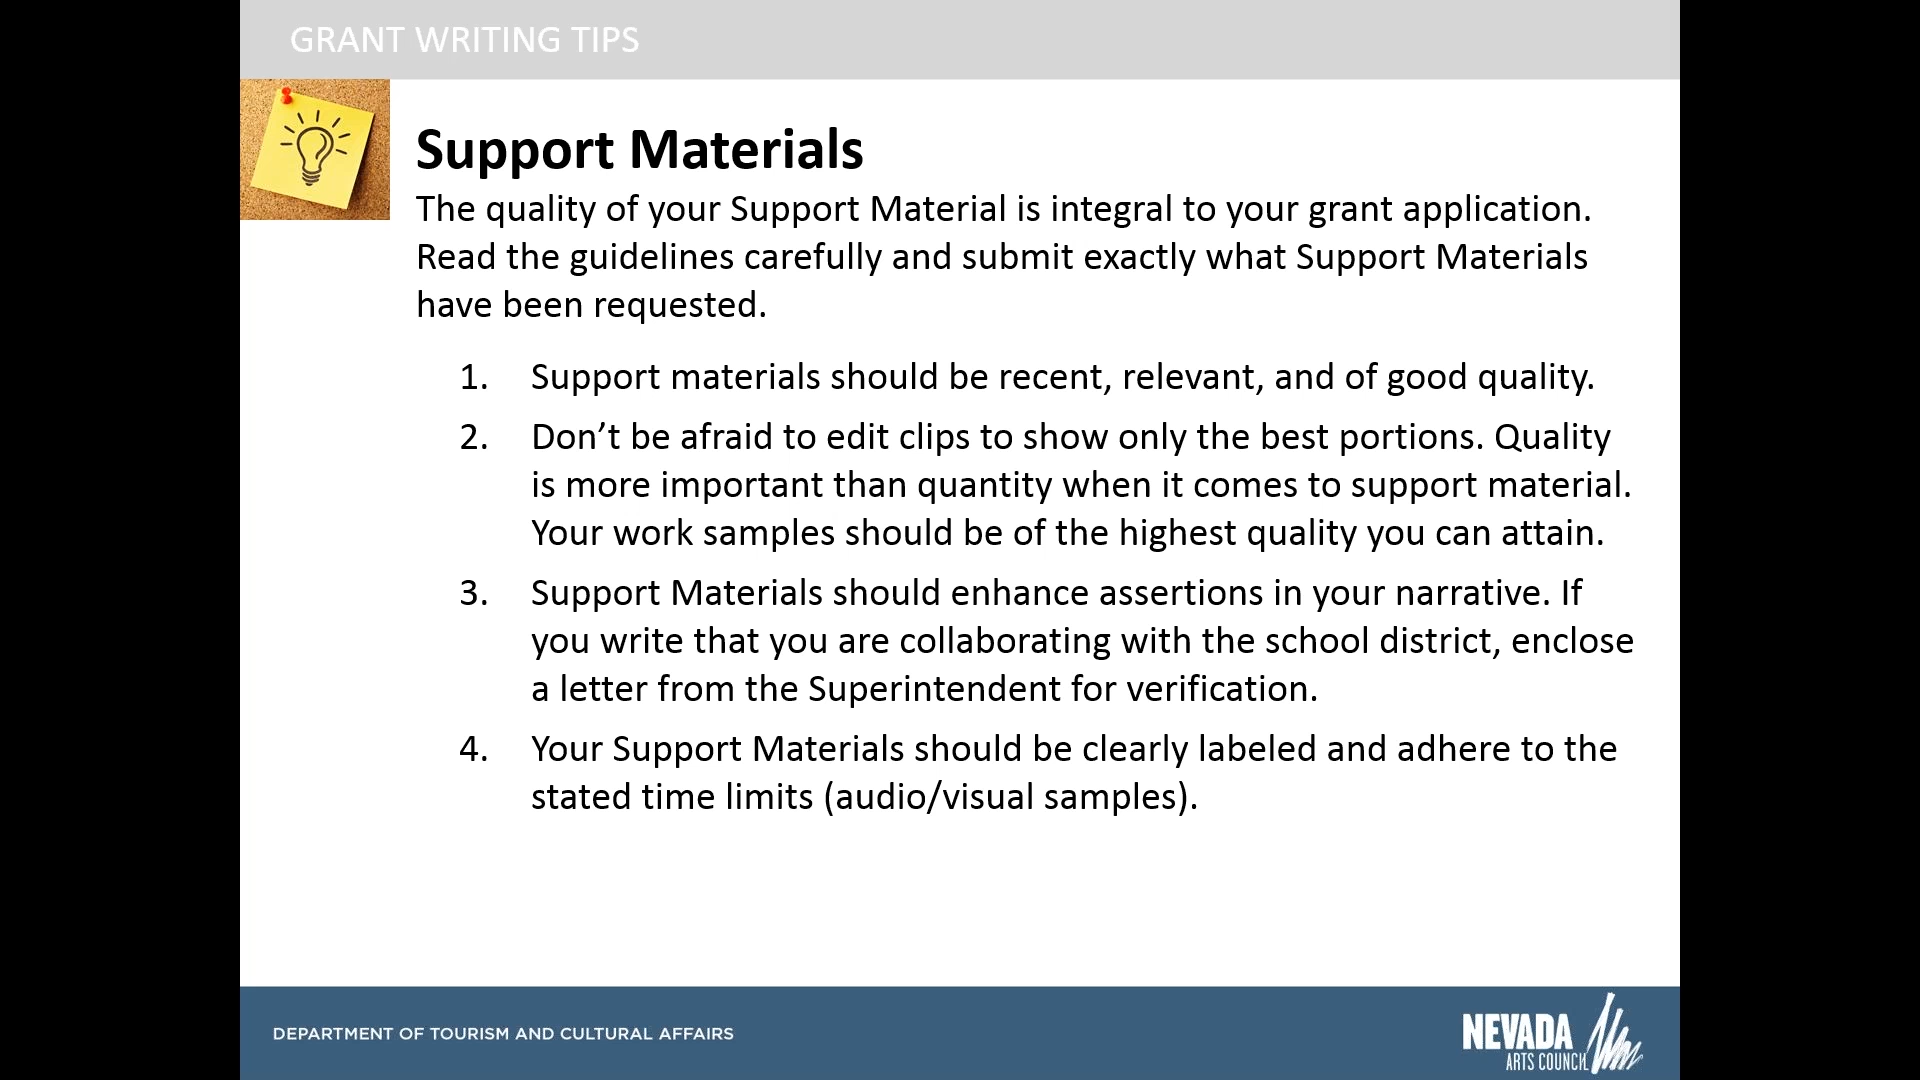 GRANT WRITING TIPS
Support Materials
The quality of your Support Material is integral to your grant application.
Read the guidelines carefully and submit exactly what Support Materials
have been requested.
1. Support materials should be recent, relevant, and of good quality.
2. Don’t be afraid to edit clips to show only the best portions. Quality
is more important than quantity when it comes to support material.
Your work samples should be of the highest quality you can attain.
3. Support Materials should enhance assertions in your narrative. If
you write that you are collaborating with the school district, enclose
a letter from the Superintendent for verification.
4. Your Support Materials should be clearly labeled and adhere to the
stated time limits (audio/visual samples).
DEPARTMENT OF TOURISM AND CULTURAL AFFAIRS
NEVADA
ARTS COUNCIL